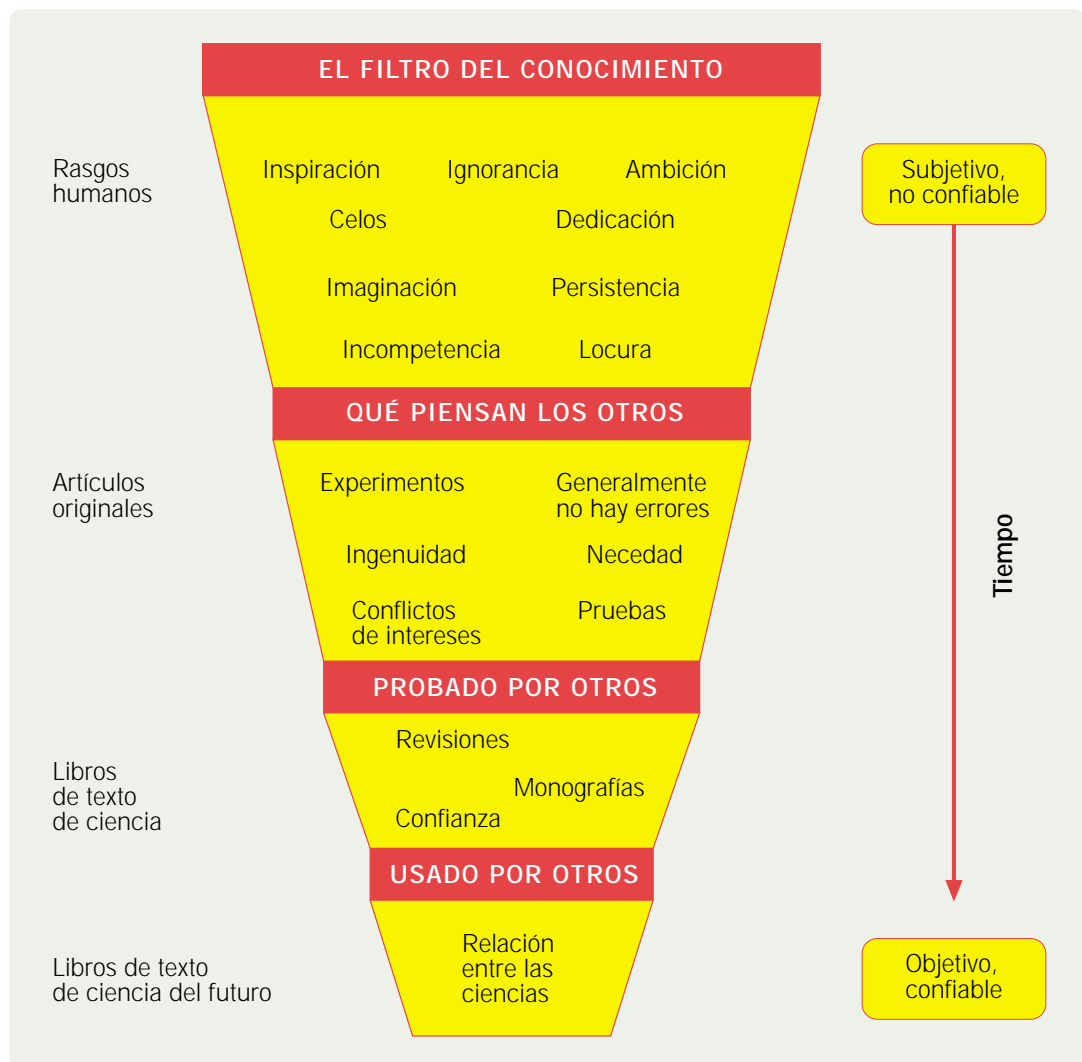 EL FILTRO DEL CONOCIMIENTO
Rasgos
humanos
Inspiración Ignorancia Ambición
Celos Dedicación
Imaginación Persistencia
Incompetencia Locura
Subjetivo,
no confiable
QUÉ PIENSAN LOS OTROS
Artículos
originales
Experimentos
Generalmente
no hay errores
Ingenuidad Necedad
Conflictos
de intereses
Pruebas
Tiempo
PROBADO POR OTROS
Libros
de texto
de ciencia
Revisiones
Monografías
Confianza
USADO POR OTROS
Libros de texto
de ciencia del futuro
Relación
entre las
ciencias
Objetivo,
confiable